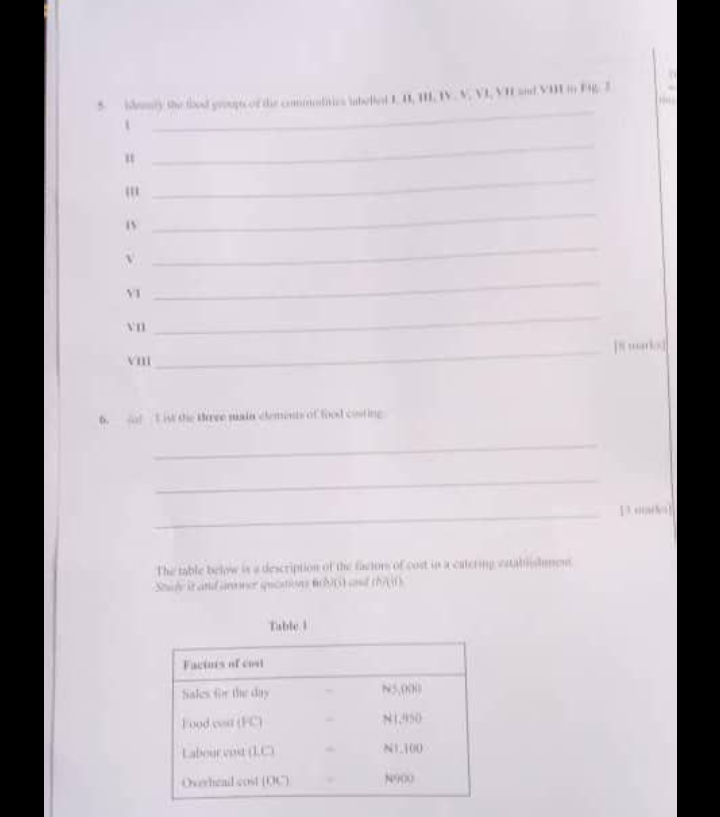 5. Identify the food groups of the commodities labelled I, II, III, IV, V, VI, VII and VIII in Fig. 2
I
II
III
IV
V
VI
VII
VIII
[8 marks]
6. (a) List the three main elements of food costing.
[3 marks]
The table below is a description of the factors of cost in a catering establishment.
Study it and answer questions 6(b)(i) and (b)(ii).
Table 1
Factors of cost
Sales for the day – ₦5,000
Food cost (FC) – ₦1,950
Labour cost (LC) – ₦1,100
Overhead cost (OC) – ₦900